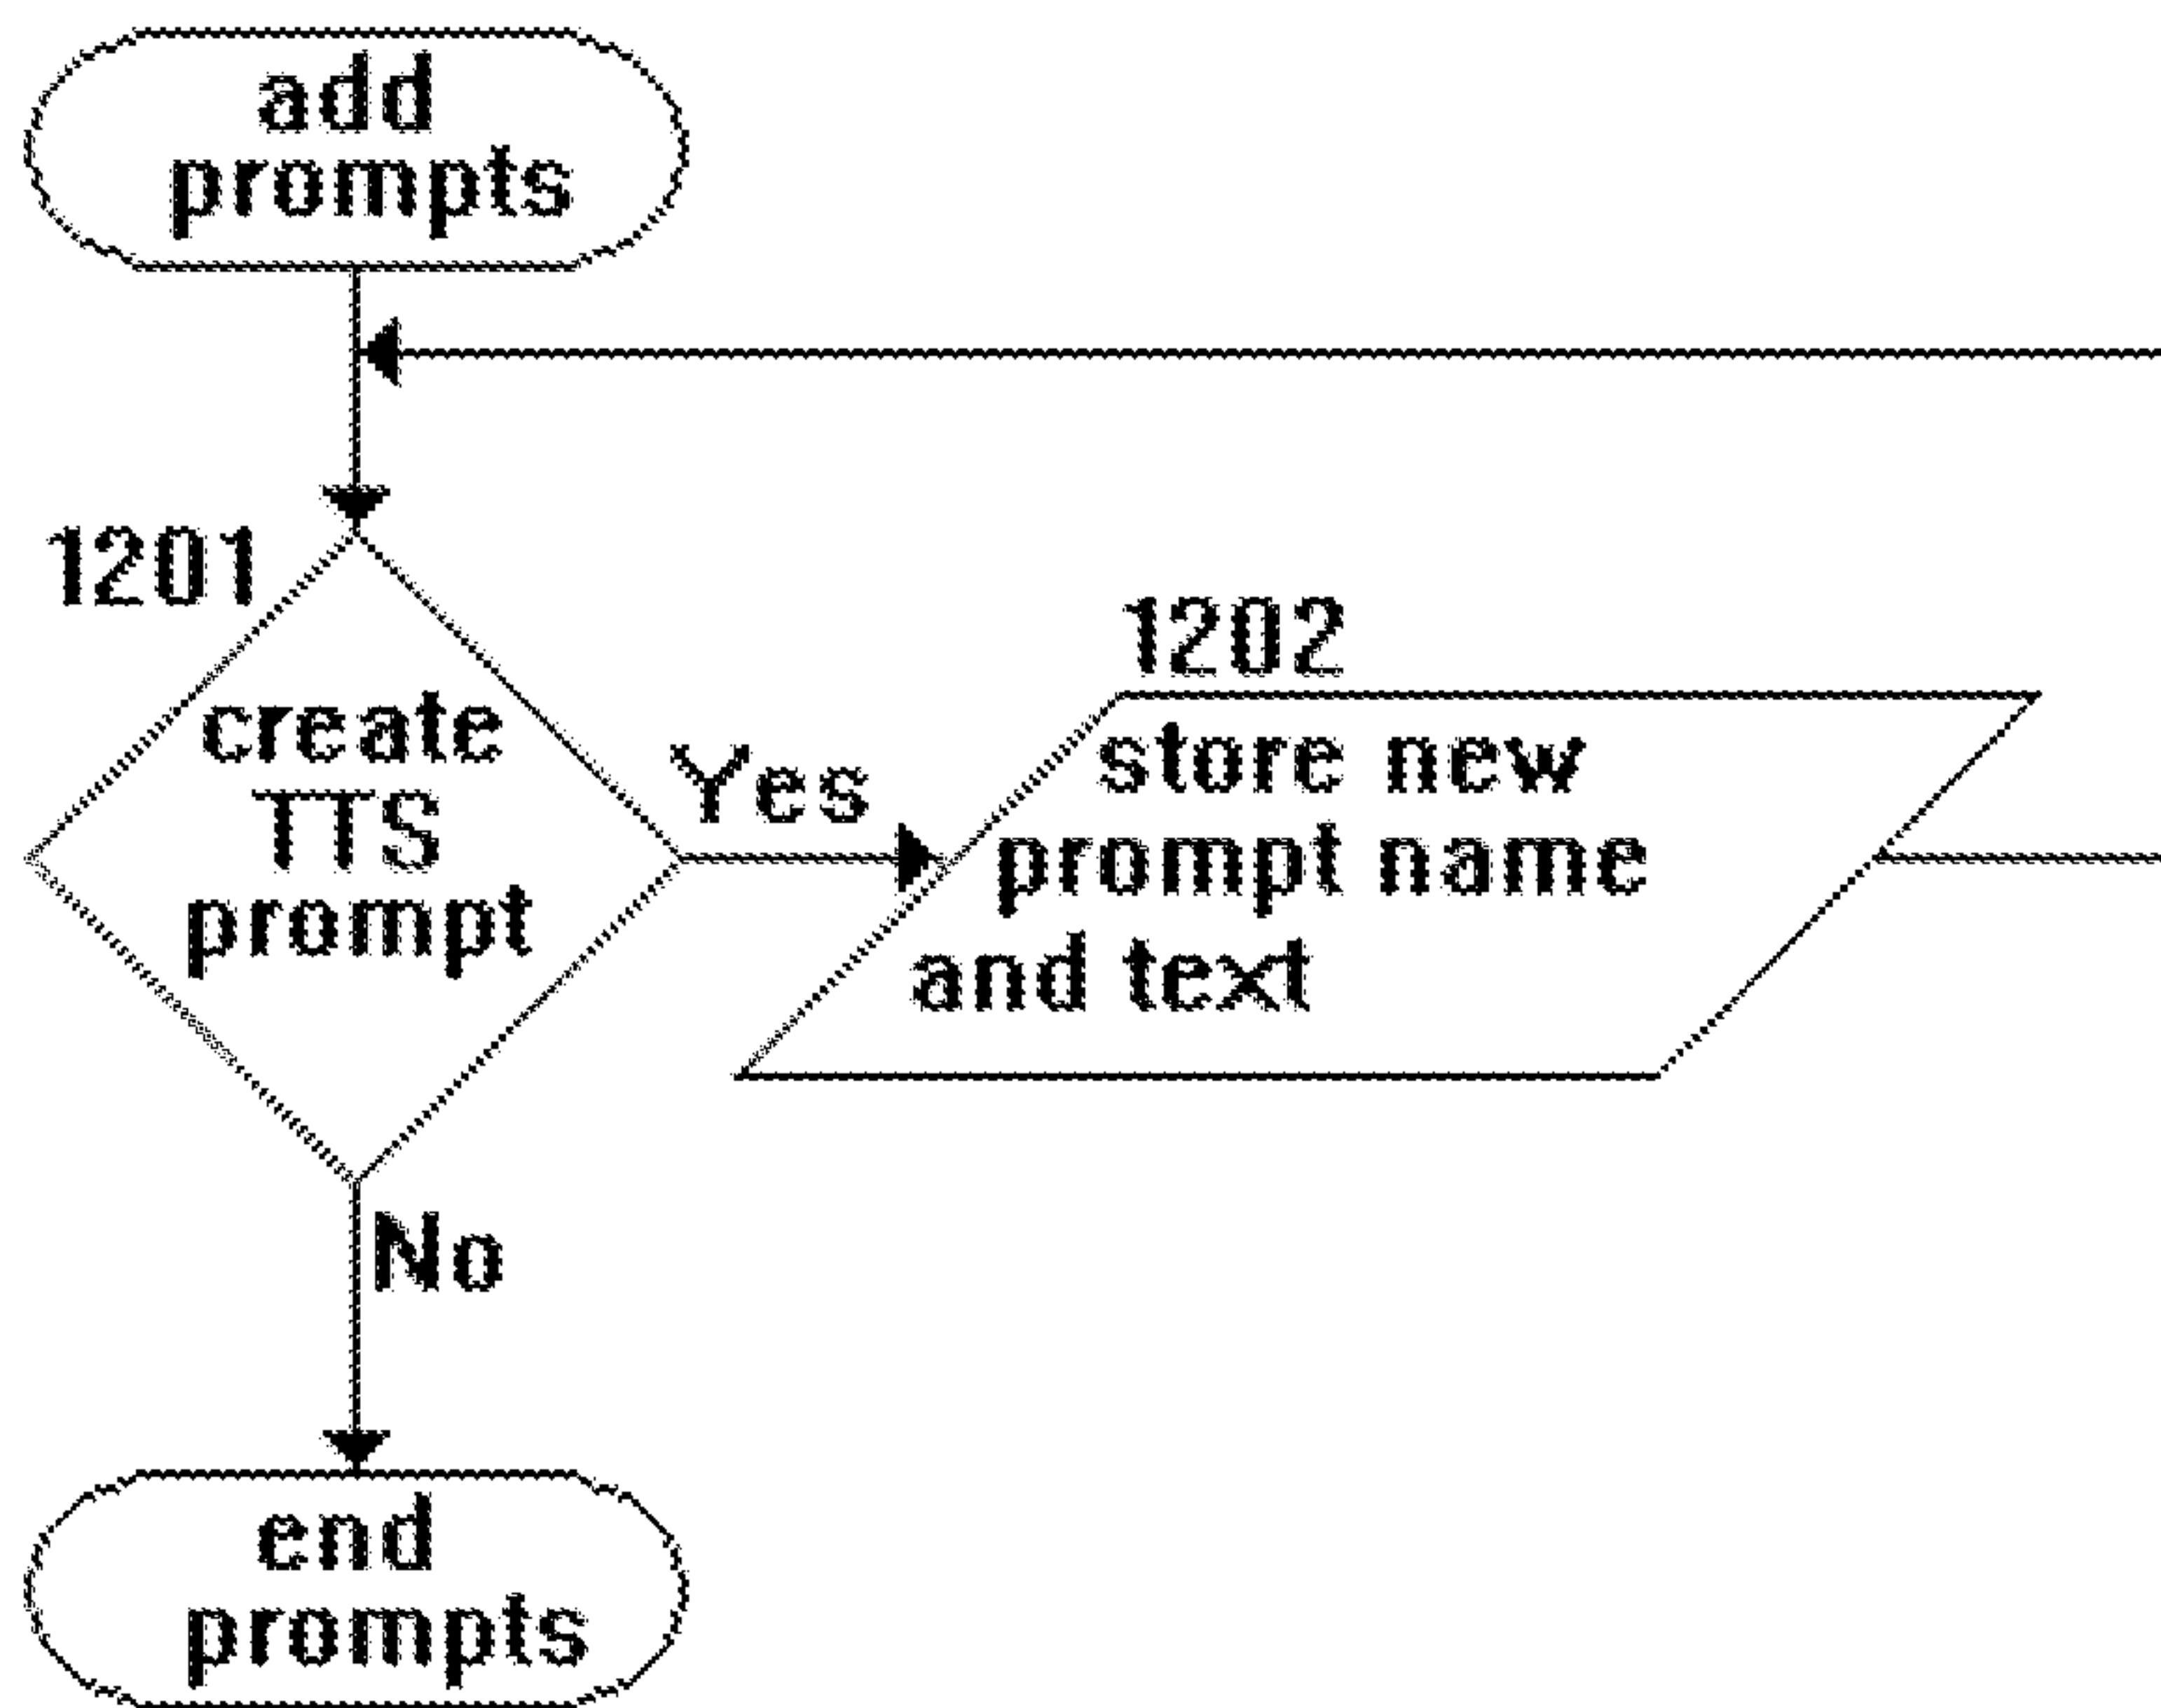 add
prompts
1201
create
TTS
prompt
Yes
1202
store new
prompt name
and text
No
end
prompts